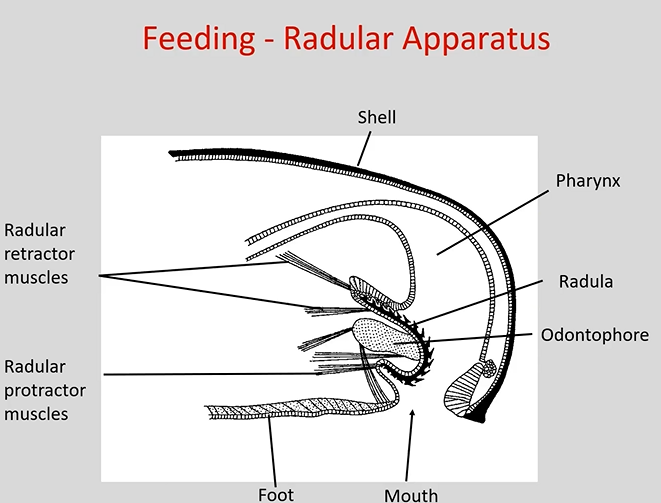 Feeding - Radular Apparatus
Shell
Pharynx
Radular
retractor
muscles
Radula
Odontophore
Radular
protractor
muscles
Foot
Mouth